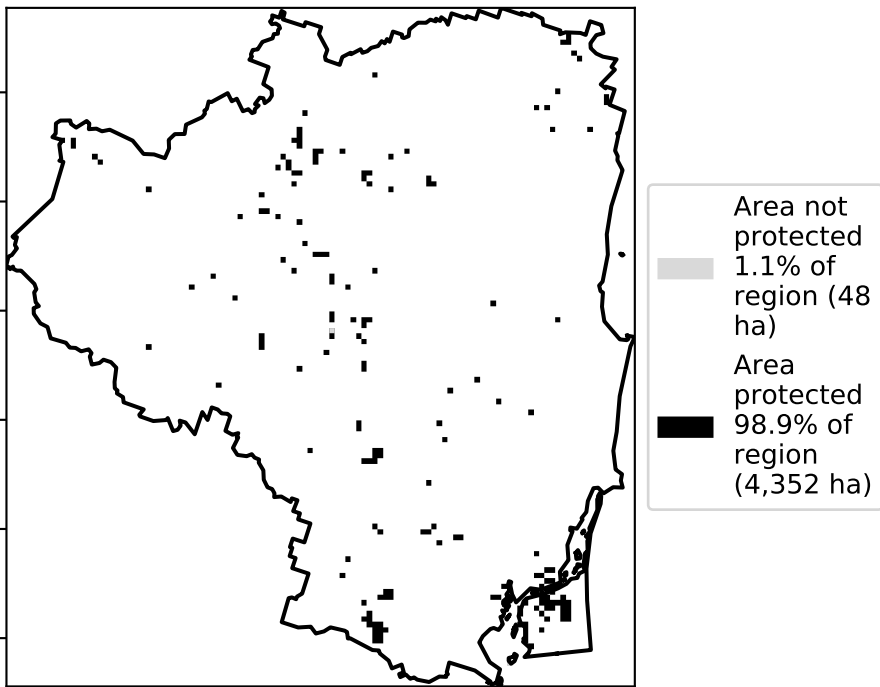 Area not
protected
1.1% of
region (48
ha)
Area
protected
98.9% of
region
(4,352 ha)